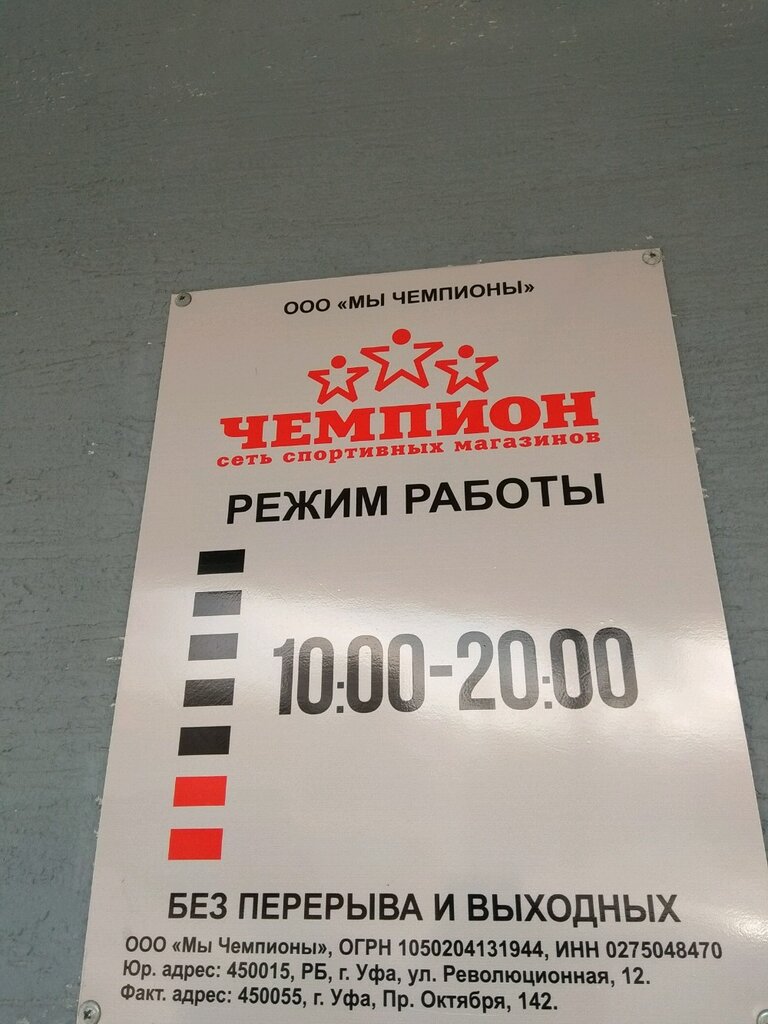 ООО «МЫ ЧЕМПИОНЫ»
ЧЕМПИОН
сеть спортивных магазинов
РЕЖИМ РАБОТЫ
10:00-20:00
БЕЗ ПЕРЕРЫВА И ВЫХОДНЫХ
ООО «Мы Чемпионы», ОГРН 1050204131944, ИНН 0275048470
Юр. адрес: 450015, РБ, г. Уфа, ул. Революционная, 12.
Факт. адрес: 450055, г. Уфа, Пр. Октября, 142.